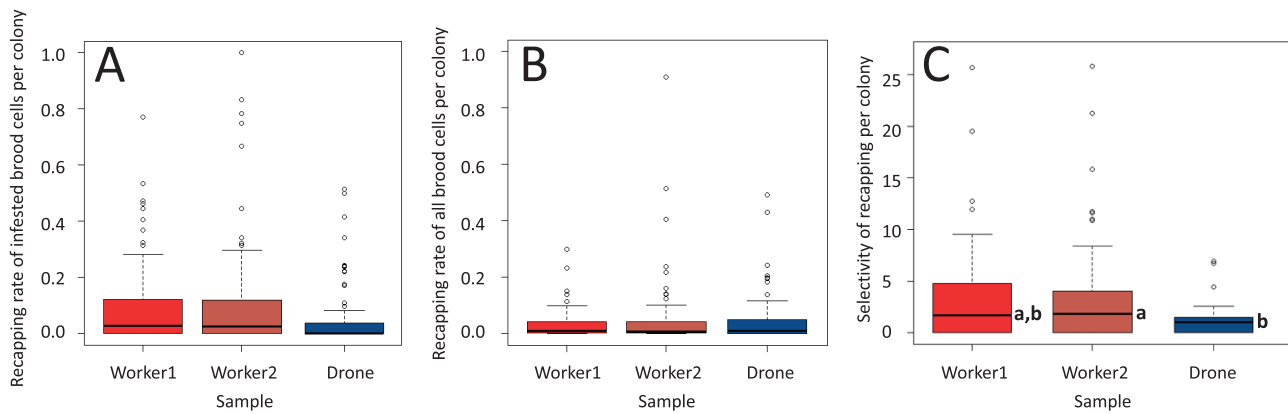 Recapping rate of infested brood cells per colony
A
1.0
0.8
0.6
0.4
0.2
0.0
Worker1 Worker2 Drone
Sample
Recapping rate of all brood cells per colony
B
1.0
0.8
0.6
0.4
0.2
0.0
Worker1 Worker2 Drone
Sample
Selectivity of recapping per colony
C
25
20
15
10
5
0
a,b a b
Worker1 Worker2 Drone
Sample